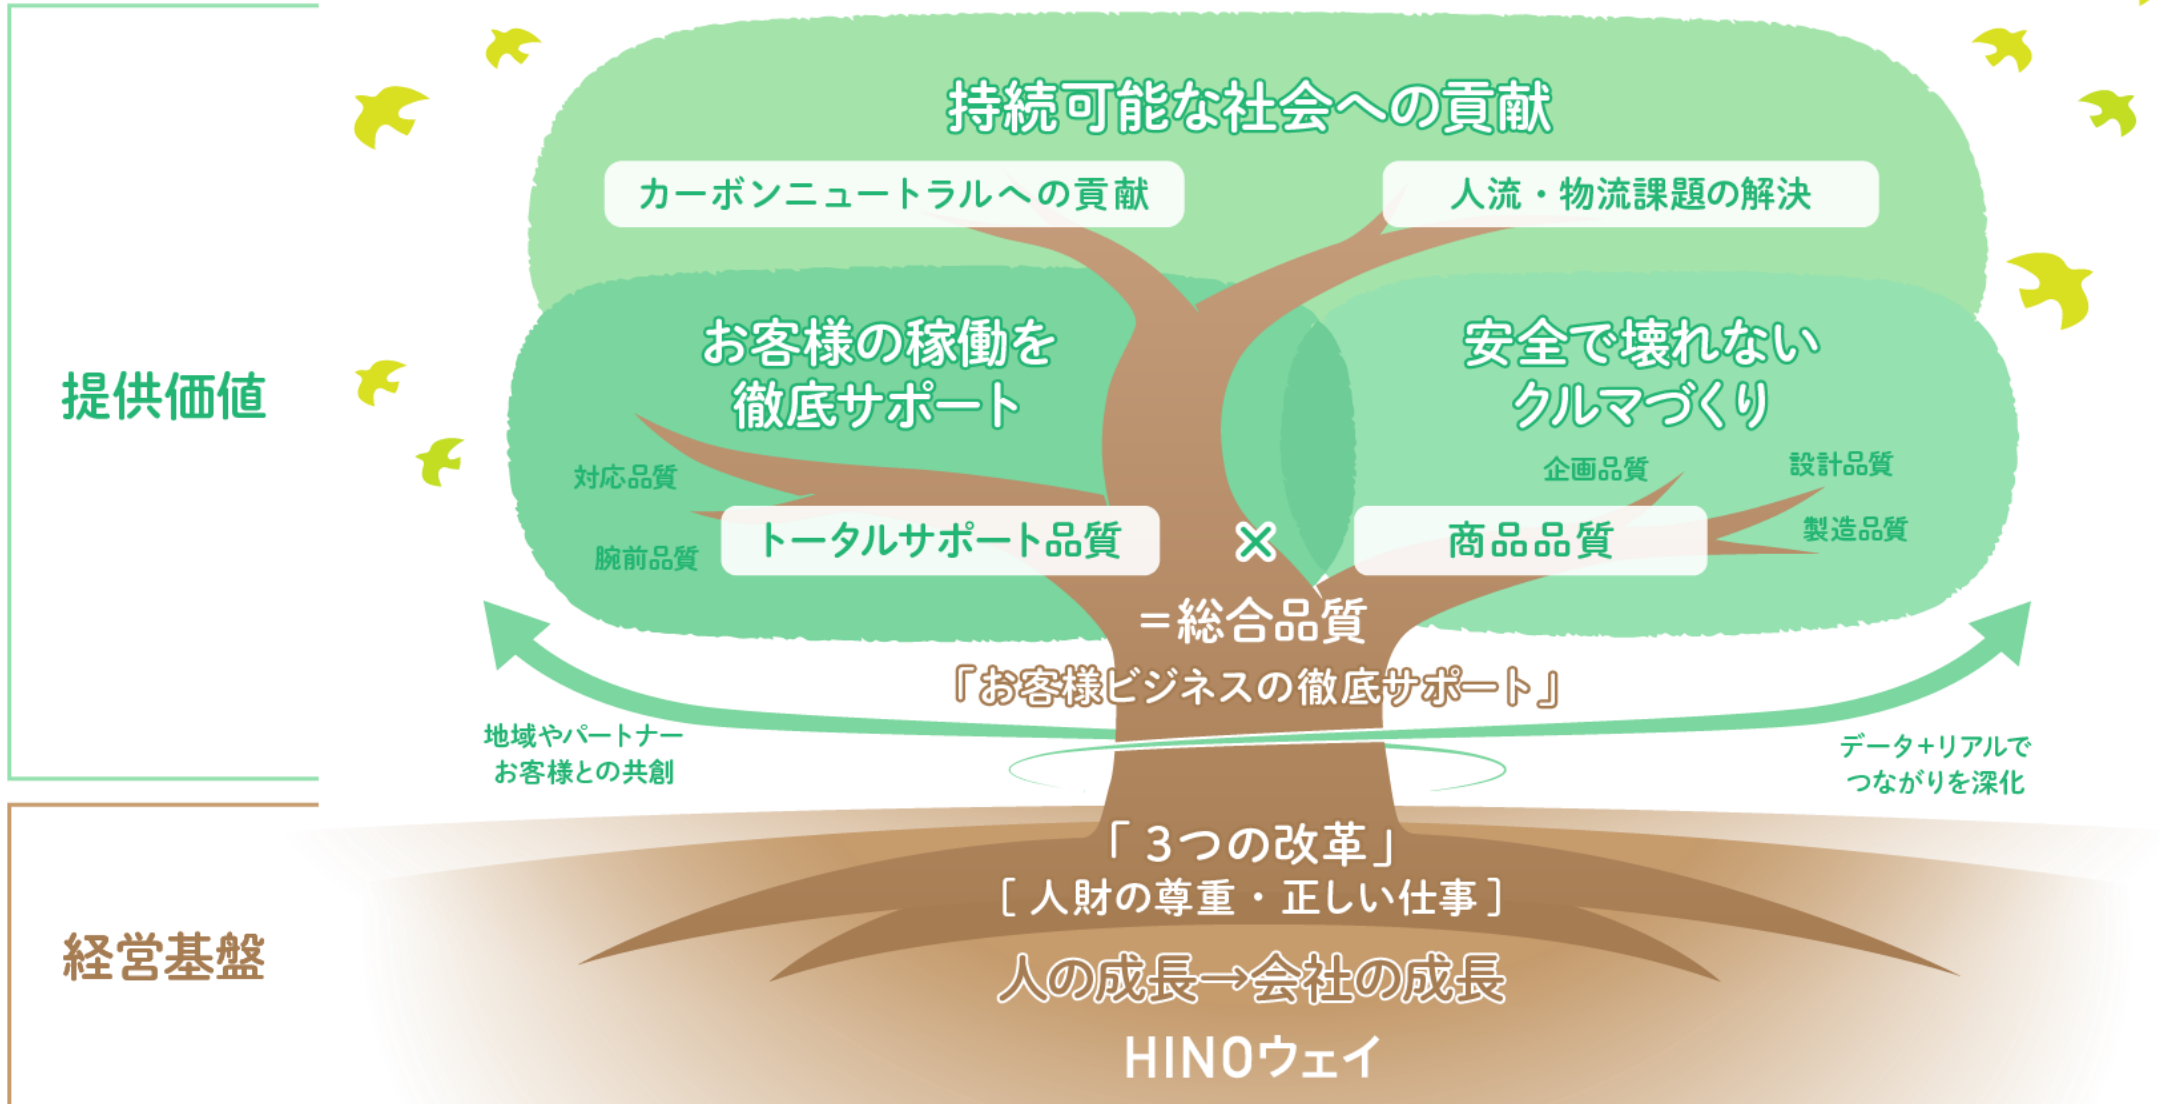 提供価値
持続可能な社会への貢献
カーボンニュートラルへの貢献
人流・物流課題の解決
お客様の稼働を
徹底サポート
安全で壊れない
クルマづくり
対応品質
腕前品質
トータルサポート品質
×
商品品質
企画品質
設計品質
製造品質
=総合品質
「お客様ビジネスの徹底サポート」
地域やパートナー
お客様との共創
データ+リアルで
つながりを深化
経営基盤
「3つの改革」
[人財の尊重・正しい仕事]
人の成長→会社の成長
HINOウェイ